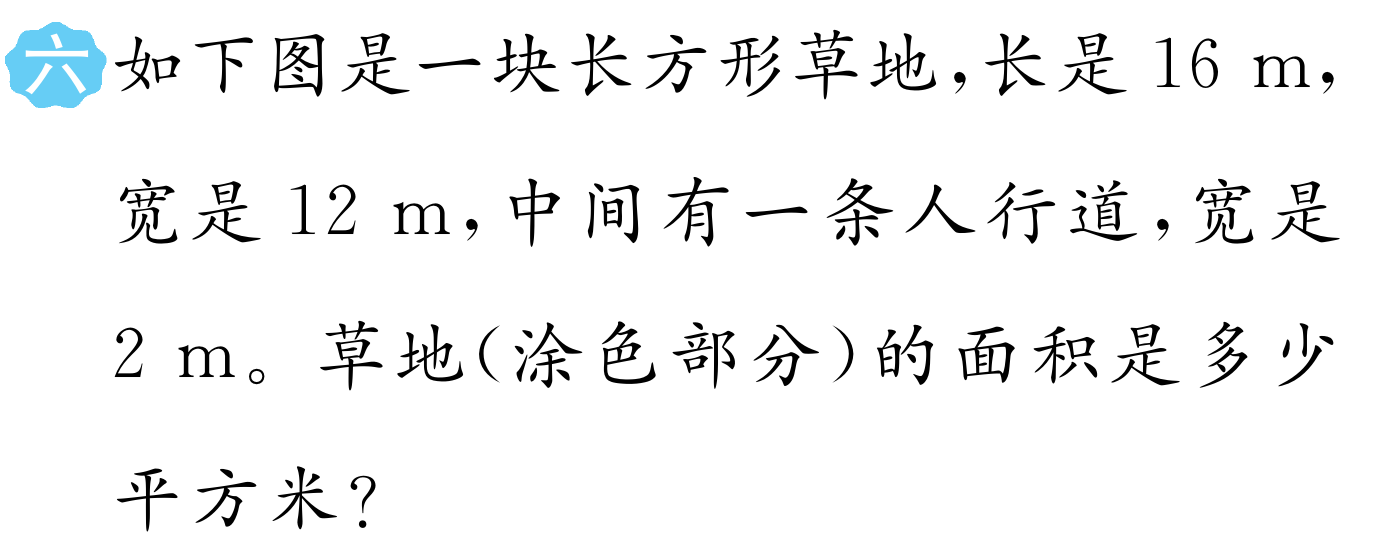 六 如下图是一块长方形草地,长是 16 m,
宽是 12 m,中间有一条人行道,宽是
2 m。草地(涂色部分)的面积是多少
平方米?